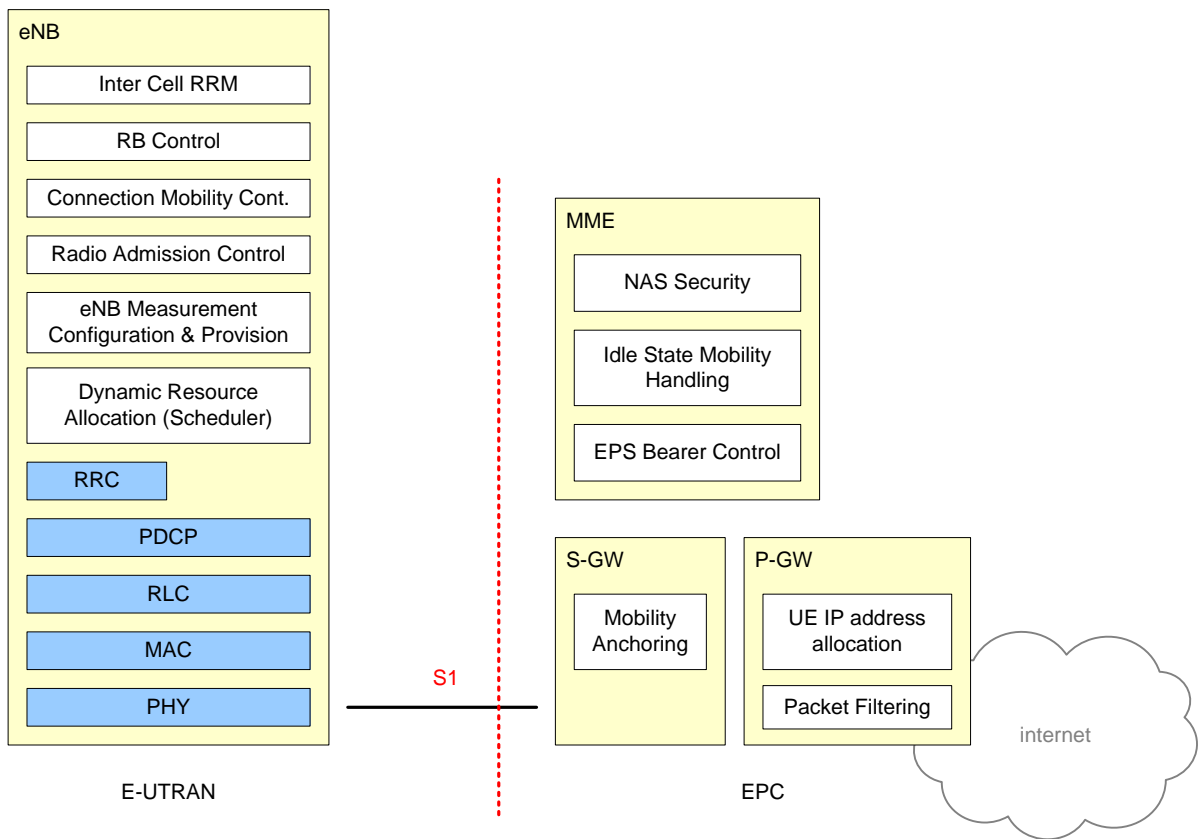 eNB
Inter Cell RRM
RB Control
Connection Mobility Cont.
Radio Admission Control
eNB Measurement
Configuration & Provision
Dynamic Resource
Allocation (Scheduler)
RRC
PDCP
RLC
MAC
PHY
S1
MME
NAS Security
Idle State Mobility
Handling
EPS Bearer Control
S-GW
Mobility
Anchoring
P-GW
UE IP address
allocation
Packet Filtering
internet
E-UTRAN
EPC